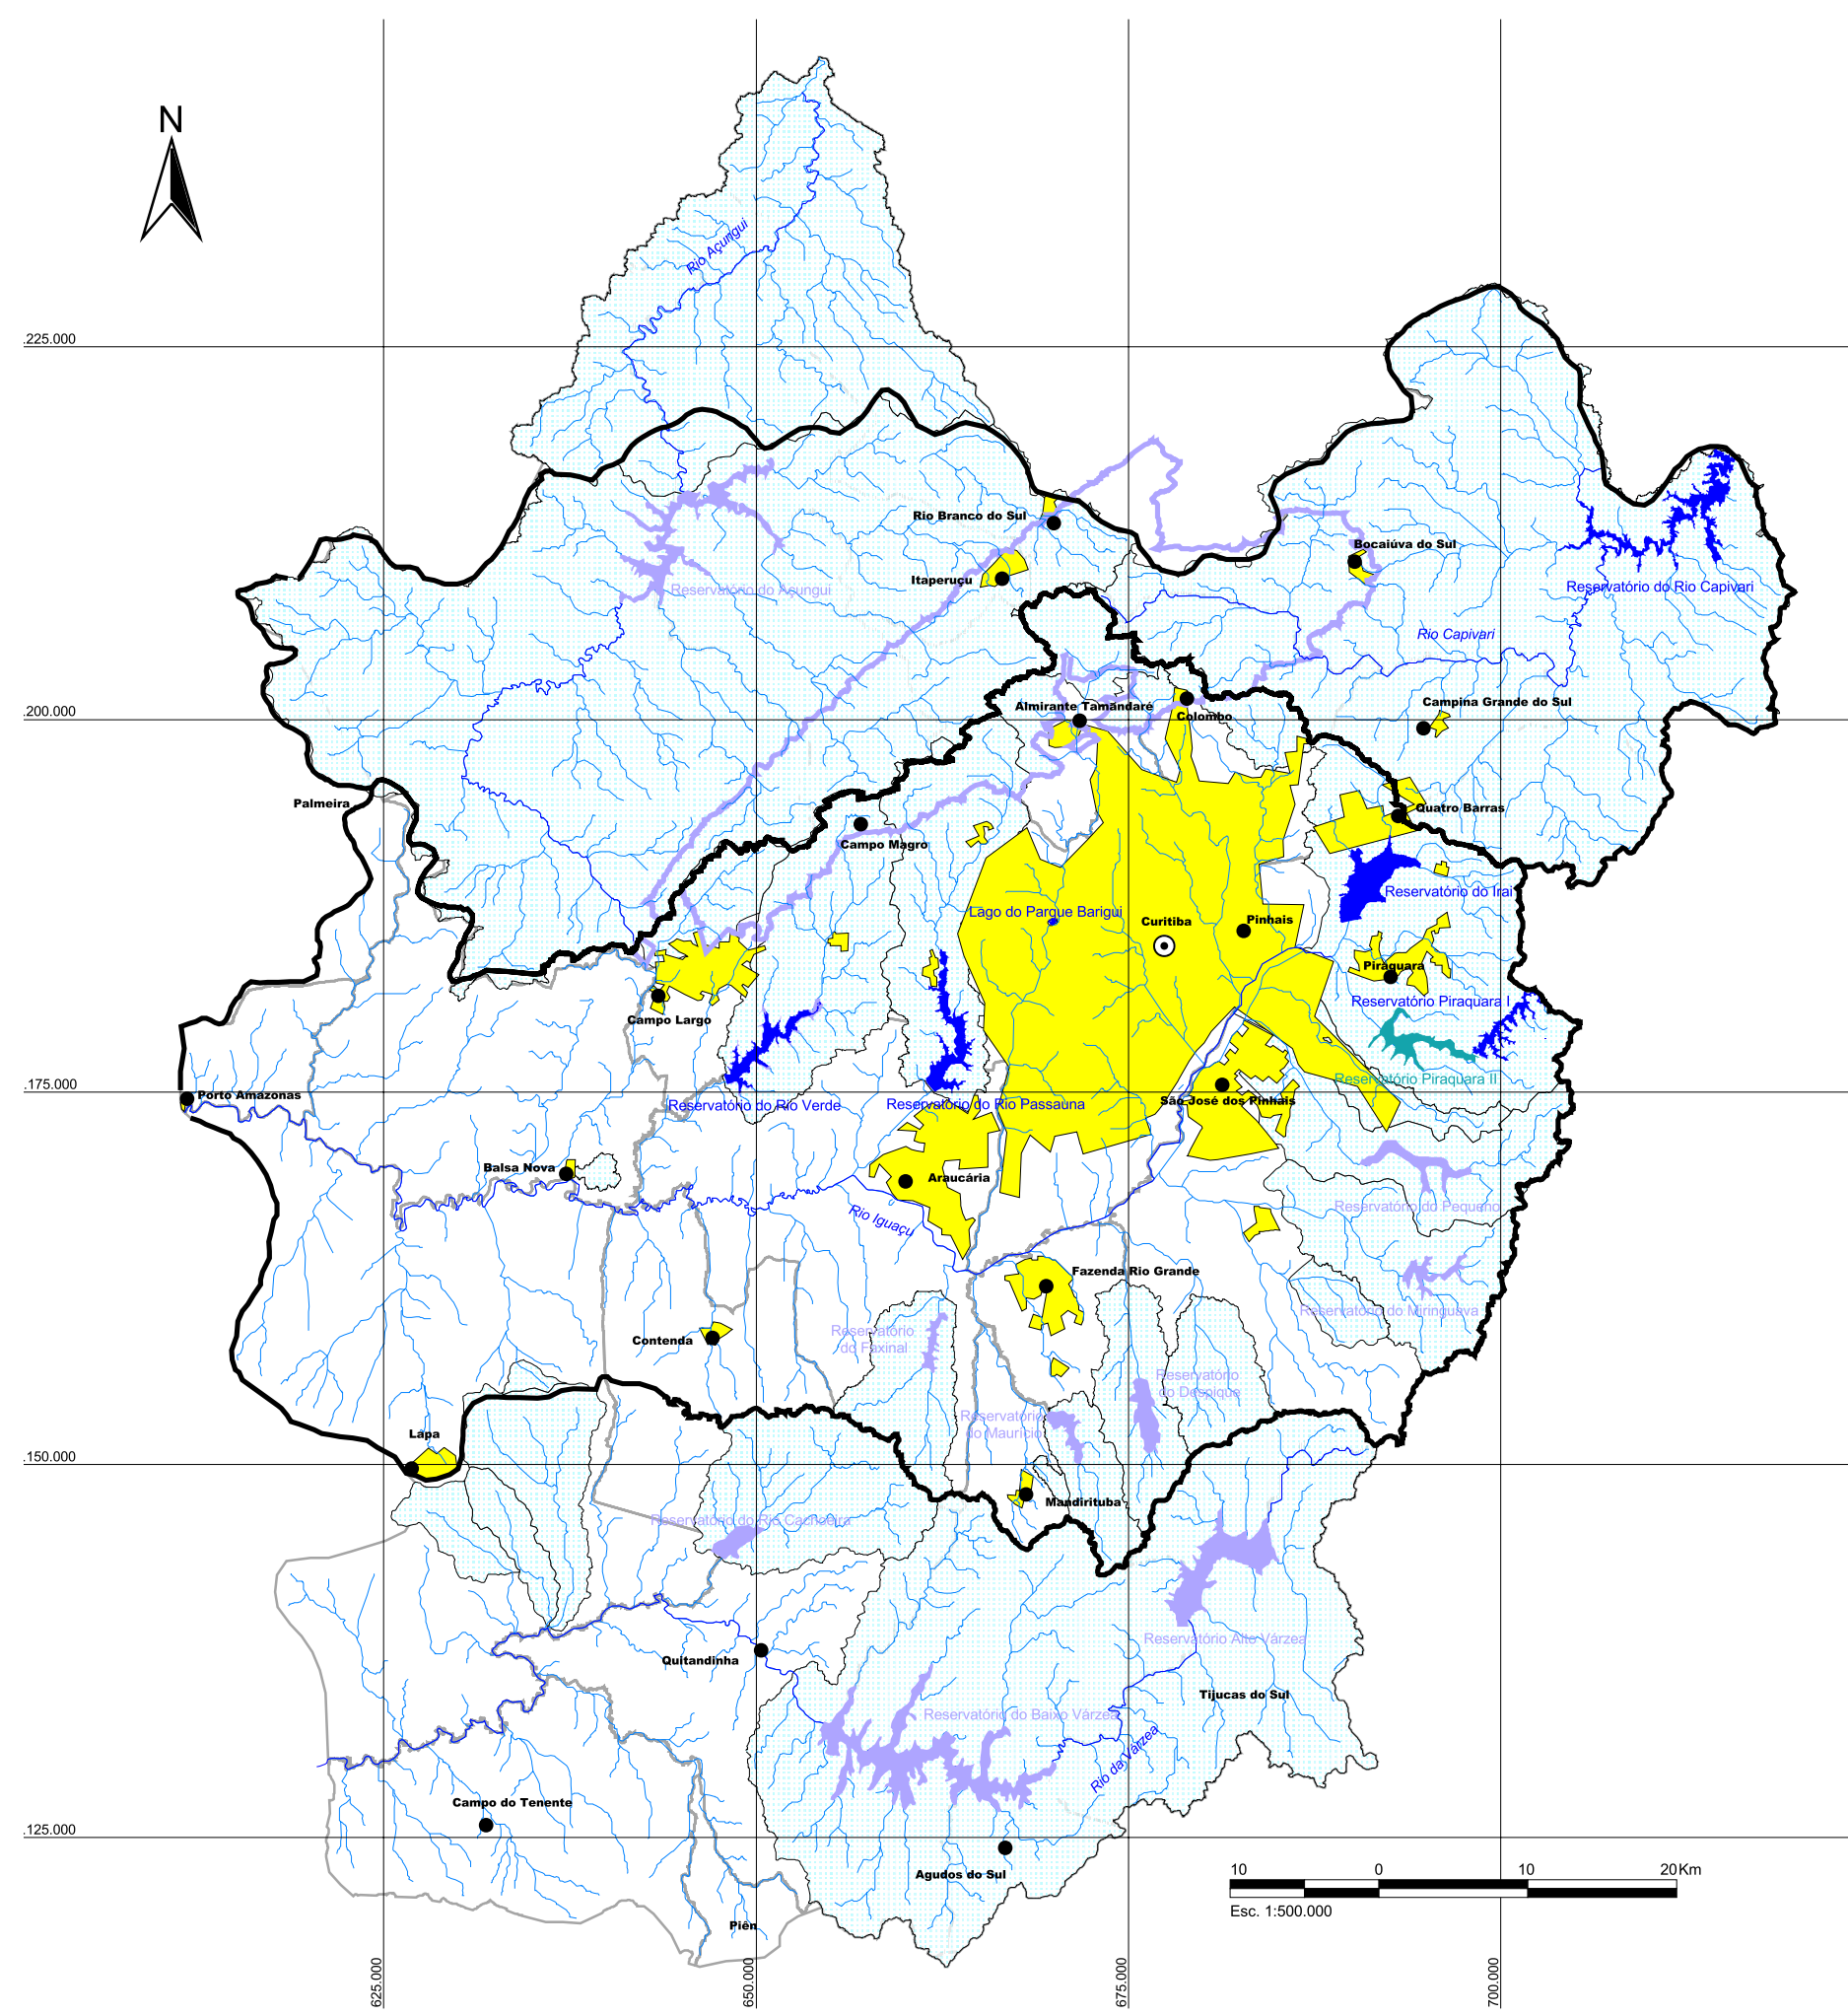 N
Rio Açungui
.225.000
Rio Branco do Sul
Bocaiúva do Sul
Itaperuçu
Reservatório do Açungui
Reservatório do Rio Capivari
Rio Capivari
Campina Grande do Sul
Almirante Tamandaré
.200.000
Colombo
Palmeira
Quatro Barras
Campo Magro
Reservatório do Irai
Lago do Parque Barigui
Curitiba
Pinhais
Piraquara
Reservatório Piraquara I
Campo Largo
Reservatório Piraquara II
.175.000
Porto Amazonas
Reservatório do Rio Verde
Reservatório do Rio Passauna
São José dos Pinhais
Balsa Nova
Araucária
Reservatório do Pequeno
Rio Iguaçu
Fazenda Rio Grande
Reservatório do Miringuava
Contenda
Reservatório
do Faxinal
Reservatório
do Despique
Reservatório
do Maurício
Lapa
.150.000
Mandirituba
Reservatório do Rio Cachoeira
Reservatório Alto Várzea
Quitandinha
Tijucas do Sul
Reservatório do Baixo Várzea
Rio da Várzea
Campo do Tenente
.125.000
Agudos do Sul
10 0 10 20Km
Esc. 1:500.000
Piên
625.000
650.000
675.000
700.000